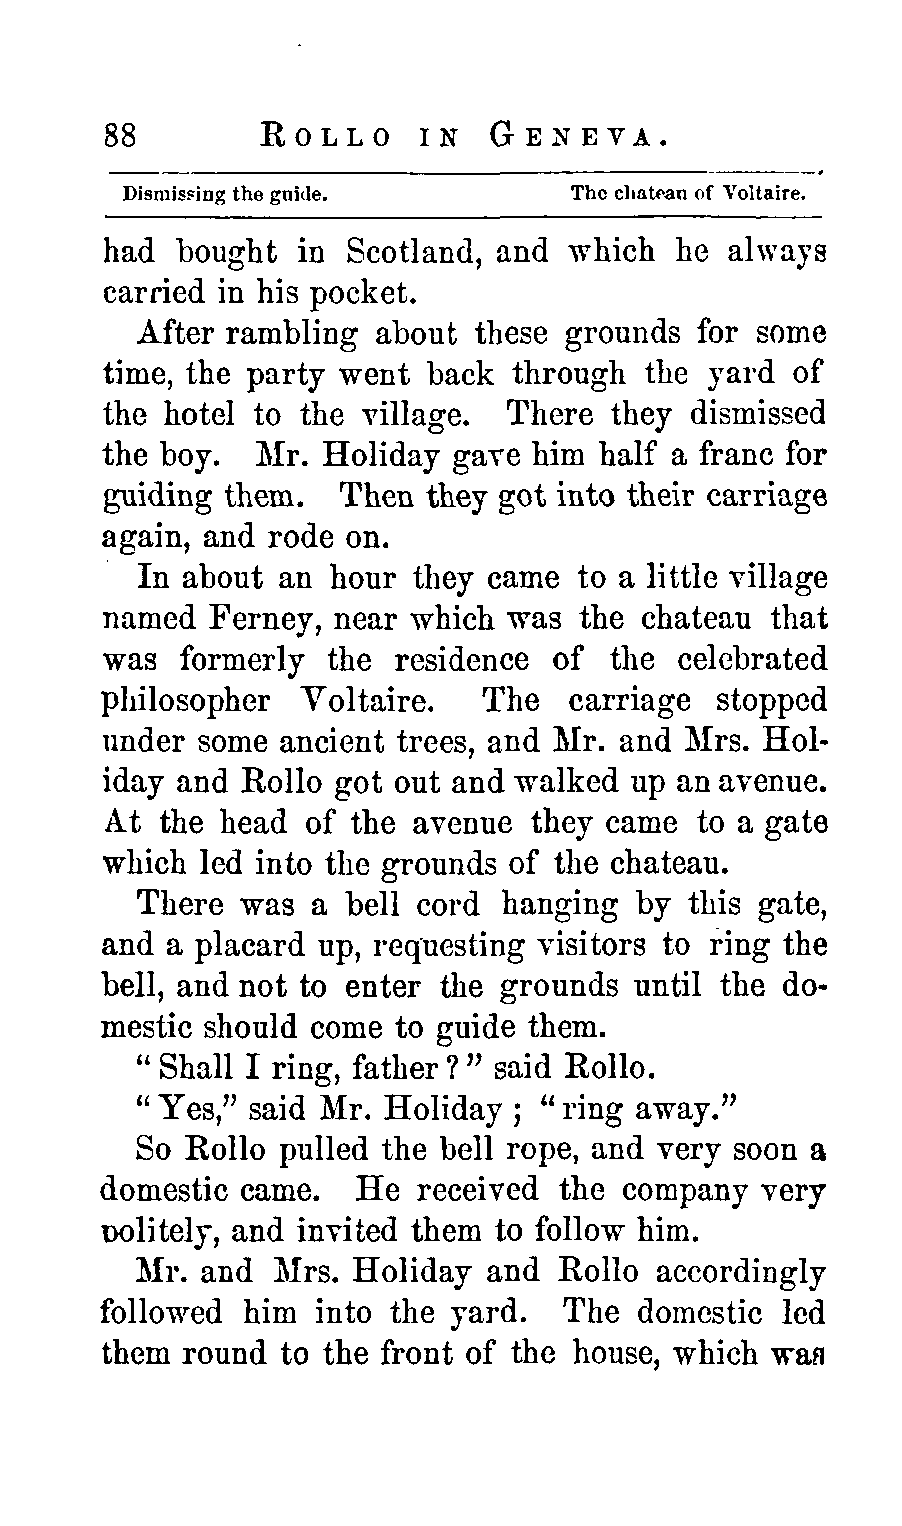 88 ROLLO IN GENEVA.
Dismissing the guide. The chateau of Voltaire.
had bought in Scotland, and which he always
carried in his pocket.
After rambling about these grounds for some
time, the party went back through the yard of
the hotel to the village. There they dismissed
the boy. Mr. Holiday gave him half a franc for
guiding them. Then they got into their carriage
again, and rode on.
In about an hour they came to a little village
named Ferney, near which was the chateau that
was formerly the residence of the celebrated
philosopher Voltaire. The carriage stopped
under some ancient trees, and Mr. and Mrs. Hol-
iday and Rollo got out and walked up an avenue.
At the head of the avenue they came to a gate
which led into the grounds of the chateau.
There was a bell cord hanging by this gate,
and a placard up, requesting visitors to ring the
bell, and not to enter the grounds until the do-
mestic should come to guide them.
"Shall I ring, father?" said Rollo.
"Yes," said Mr. Holiday; "ring away."
So Rollo pulled the bell rope, and very soon a
domestic came. He received the company very
politely, and invited them to follow him.
Mr. and Mrs. Holiday and Rollo accordingly
followed him into the yard. The domestic led
them round to the front of the house, which was